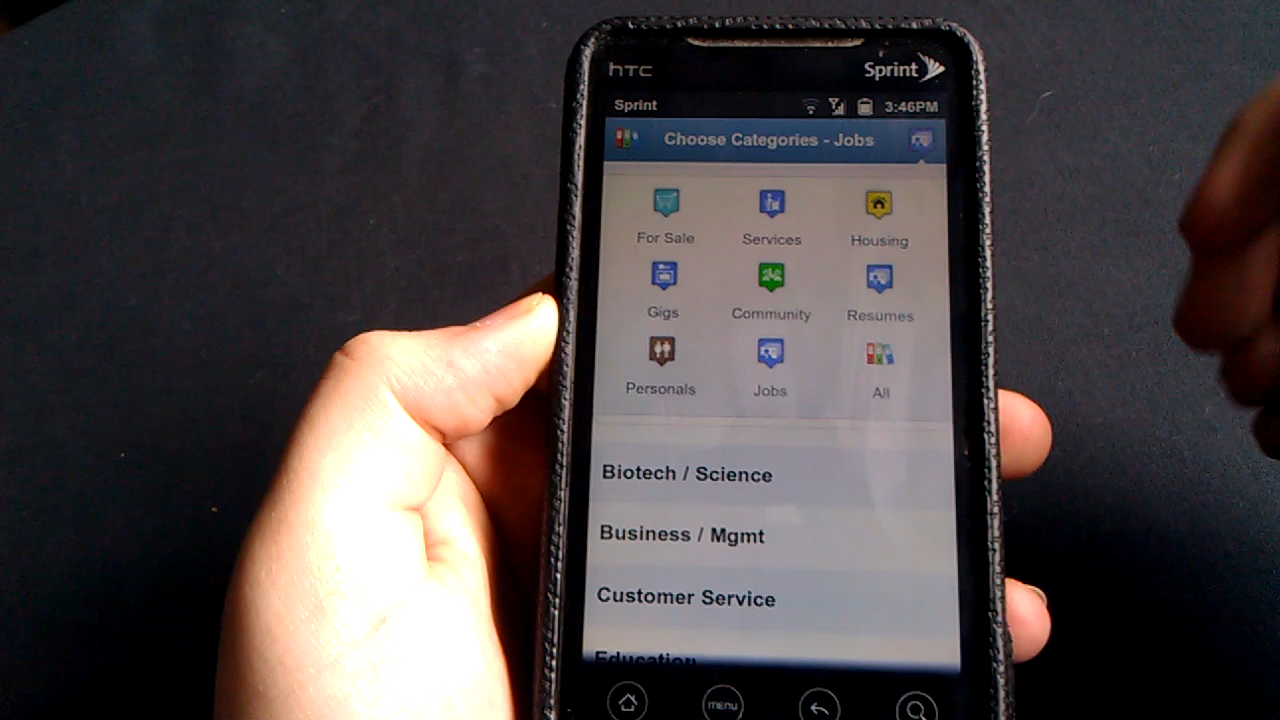 hTC Sprint
Sprint 3:46PM
Choose Categories - Jobs
For Sale Services Housing
Gigs Community Resumes
Personals Jobs All
Biotech / Science
Business / Mgmt
Customer Service
Education
menu